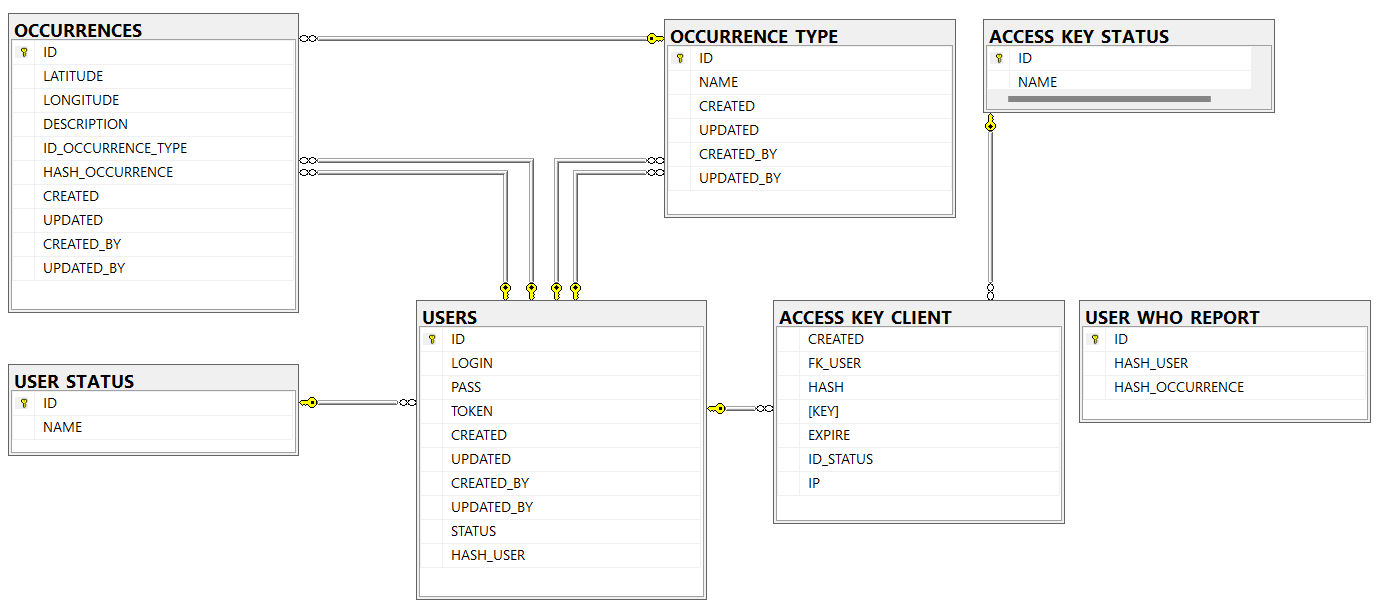 OCCURRENCES
ID
LATITUDE
LONGITUDE
DESCRIPTION
ID_OCCURRENCE_TYPE
HASH_OCCURRENCE
CREATED
UPDATED
CREATED_BY
UPDATED_BY
OCCURRENCE TYPE
ID
NAME
CREATED
UPDATED
CREATED_BY
UPDATED_BY
ACCESS KEY STATUS
ID
NAME
USER STATUS
ID
NAME
USERS
ID
LOGIN
PASS
TOKEN
CREATED
UPDATED
CREATED_BY
UPDATED_BY
STATUS
HASH_USER
ACCESS KEY CLIENT
CREATED
FK_USER
HASH
[KEY]
EXPIRE
ID_STATUS
IP
USER WHO REPORT
ID
HASH_USER
HASH_OCCURRENCE